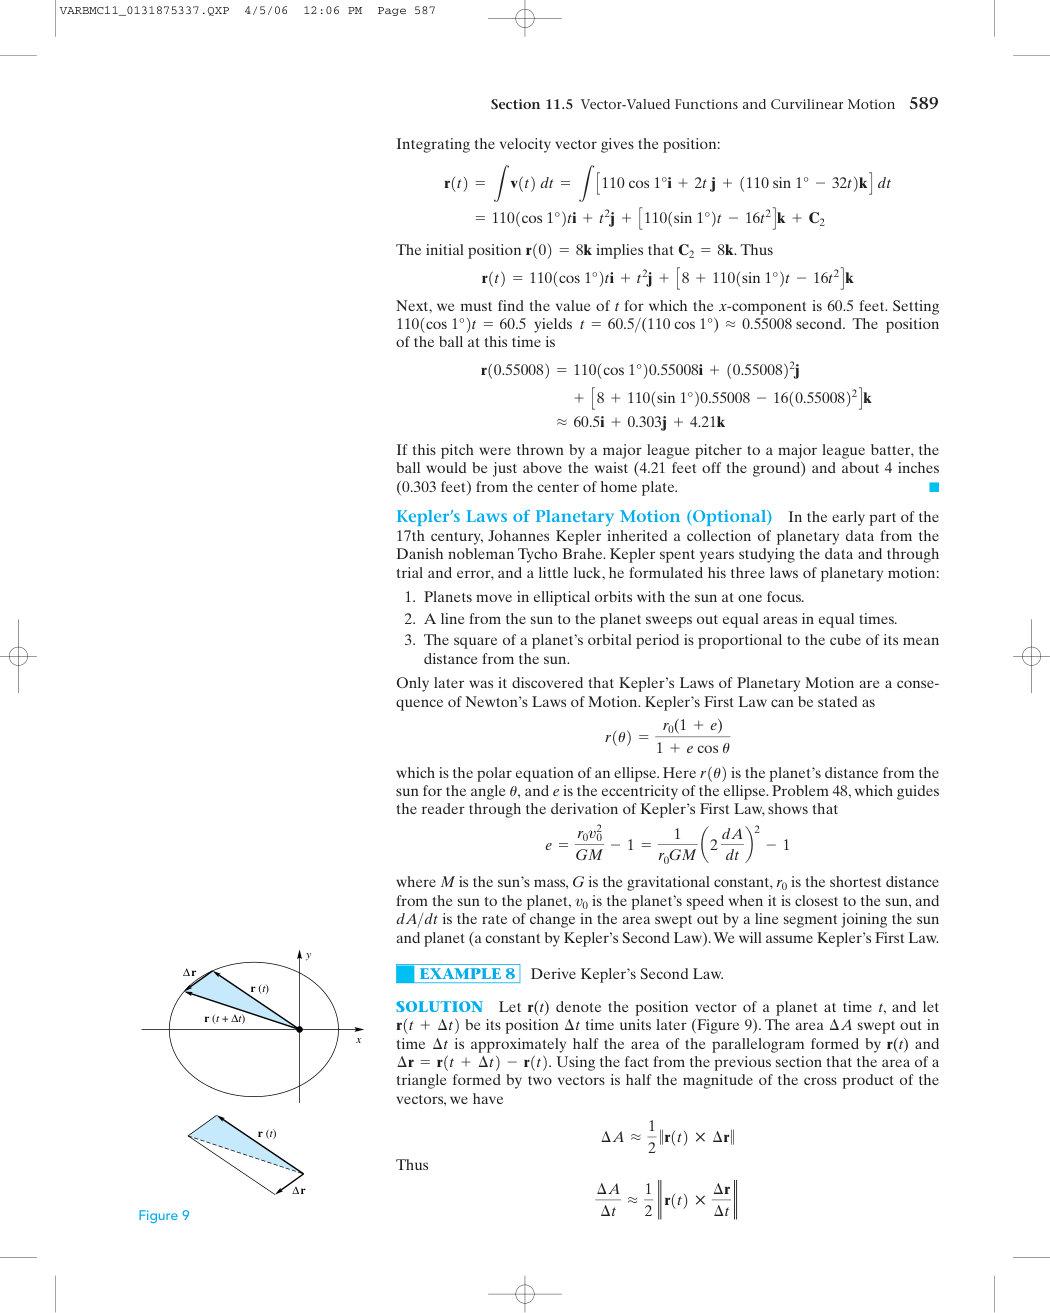 VARBMC11_0131875337.QXP 4/5/06 12:06 PM Page 587
Section 11.5 Vector-Valued Functions and Curvilinear Motion 589
Integrating the velocity vector gives the position:
r(t) = ∫ v(t) dt = ∫ [110 cos 1°i + 2t j + (110 sin 1° − 32t)k] dt
= 110(cos 1°)ti + t²j + [110(sin 1°)t − 16t²]k + C₂
The initial position r(0) = 8k implies that C₂ = 8k. Thus
r(t) = 110(cos 1°)ti + t²j + [8 + 110(sin 1°)t − 16t²]k
Next, we must find the value of t for which the x-component is 60.5 feet. Setting
110(cos 1°)t = 60.5 yields t = 60.5/(110 cos 1°) ≈ 0.55008 second. The position
of the ball at this time is
r(0.55008) = 110(cos 1°)0.55008i + (0.55008)²j
+ [8 + 110(sin 1°)0.55008 − 16(0.55008)²]k
≈ 60.5i + 0.303j + 4.21k
If this pitch were thrown by a major league pitcher to a major league batter, the
ball would be just above the waist (4.21 feet off the ground) and about 4 inches
(0.303 feet) from the center of home plate.
Kepler's Laws of Planetary Motion (Optional) In the early part of the
17th century, Johannes Kepler inherited a collection of planetary data from the
Danish nobleman Tycho Brahe. Kepler spent years studying the data and through
trial and error, and a little luck, he formulated his three laws of planetary motion:
1. Planets move in elliptical orbits with the sun at one focus.
2. A line from the sun to the planet sweeps out equal areas in equal times.
3. The square of a planet's orbital period is proportional to the cube of its mean
distance from the sun.
Only later was it discovered that Kepler's Laws of Planetary Motion are a conse-
quence of Newton's Laws of Motion. Kepler's First Law can be stated as
r(θ) = r₀(1 + e) / 1 + e cos θ
which is the polar equation of an ellipse. Here r(θ) is the planet's distance from the
sun for the angle θ, and e is the eccentricity of the ellipse. Problem 48, which guides
the reader through the derivation of Kepler's First Law, shows that
e = r₀v₀² / GM − 1 = 1 / r₀GM (2 dA/dt)² − 1
where M is the sun's mass, G is the gravitational constant, r₀ is the shortest distance
from the sun to the planet, v₀ is the planet's speed when it is closest to the sun, and
dA/dt is the rate of change in the area swept out by a line segment joining the sun
and planet (a constant by Kepler's Second Law). We will assume Kepler's First Law.
EXAMPLE 8 Derive Kepler's Second Law.
SOLUTION Let r(t) denote the position vector of a planet at time t, and let
r(t + Δt) be its position Δt time units later (Figure 9). The area ΔA swept out in
time Δt is approximately half the area of the parallelogram formed by r(t) and
Δr = r(t + Δt) − r(t). Using the fact from the previous section that the area of a
triangle formed by two vectors is half the magnitude of the cross product of the
vectors, we have
ΔA ≈ 1/2 ‖r(t) × Δr‖
Thus
ΔA/Δt ≈ 1/2 ‖r(t) × Δr/Δt‖
y
Δr
r (t)
r (t + Δt)
x
r (t)
Δr
Figure 9